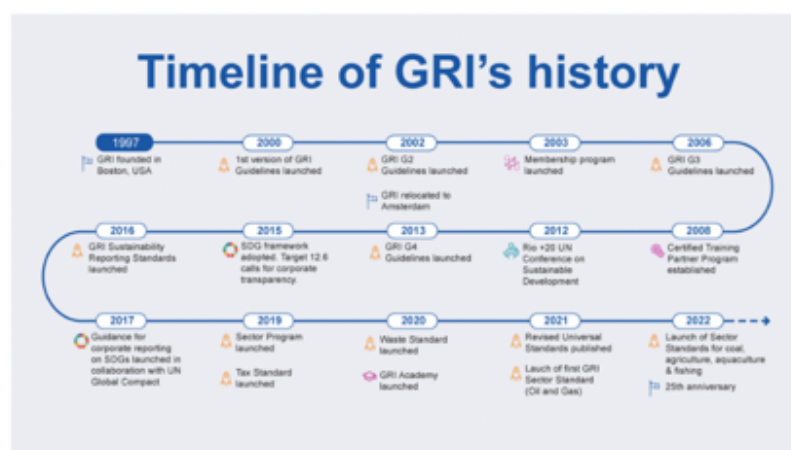 Timeline of GRI's history
1997
GRI founded in
Boston, USA
2000
1st version of GRI
Guidelines launched
2002
GRI G2
Guidelines launched
GRI relocated to
Amsterdam
2003
Membership program
launched
2006
GRI G3
Guidelines launched
2008
Certified Training
Partner Program
established
2012
Rio +20 UN
Conference on
Sustainable
Development
2013
GRI G4
Guidelines launched
2015
SDG framework
adopted. Target 12.6
calls for corporate
transparency.
2016
GRI Sustainability
Reporting Standards
launched
2017
Guidance for
corporate reporting
on SDGs launched in
collaboration with UN
Global Compact
2019
Sector Program
launched
Tax Standard
launched
2020
Waste Standard
launched
GRI Academy
launched
2021
Revised Universal
Standards published
Lauch of first GRI
Sector Standard
(Oil and Gas)
2022
Launch of Sector
Standards for coal,
agriculture, aquaculture
& fishing
25th anniversary